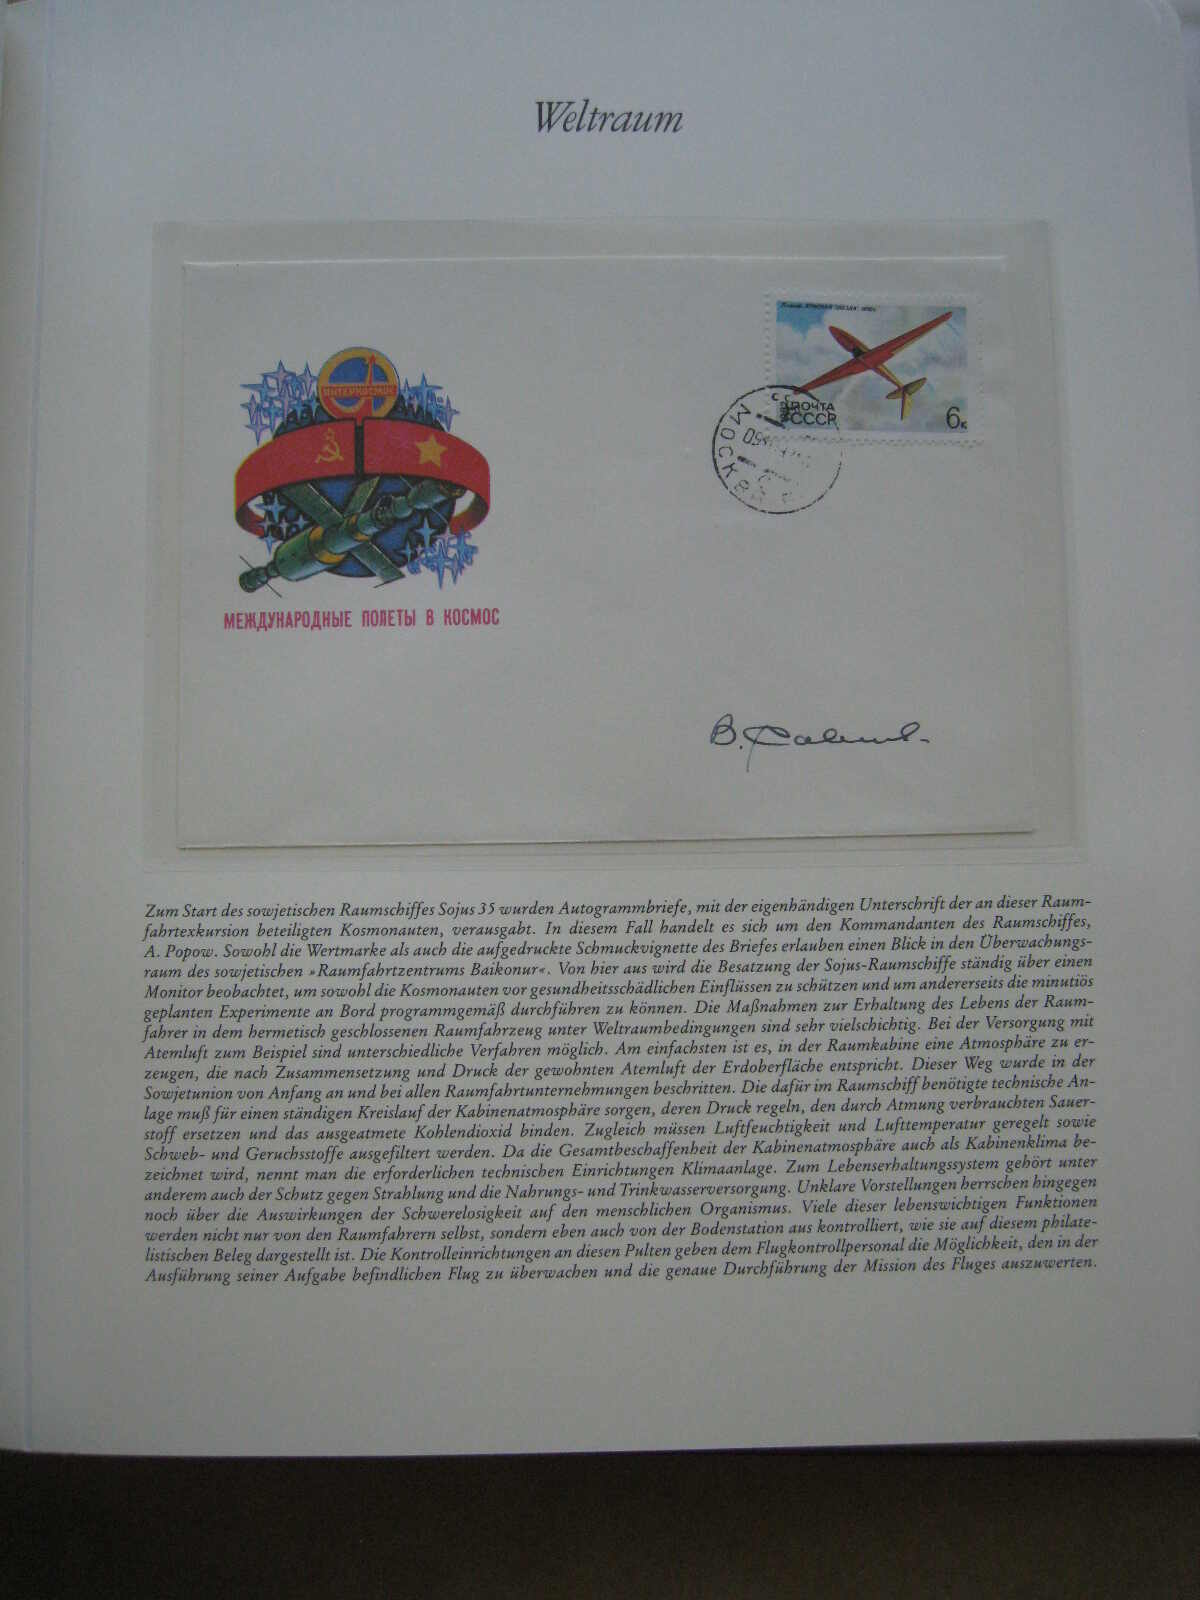 Weltraum
ИНТЕРКОСМОС
МЕЖДУНАРОДНЫЕ ПОЛЕТЫ В КОСМОС
ПОЧТА
СССР
6к
МОСКВА
В.
Zum Start des sowjetischen Raumschiffes Sojus 35 wurden Autogrammbriefe, mit der eigenhändigen Unterschrift der an dieser Raum-
fahrtexkursion beteiligten Kosmonauten, verausgabt. In diesem Fall handelt es sich um den Kommandanten des Raumschiffes,
A. Popow. Sowohl die Wertmarke als auch die aufgedruckte Schmuckvignette des Briefes erlauben einen Blick in den Überwachungs-
raum des sowjetischen »Raumfahrtzentrums Baikonur«. Von hier aus wird die Besatzung der Sojus-Raumschiffe ständig über einen
Monitor beobachtet, um sowohl die Kosmonauten vor gesundheitsschädlichen Einflüssen zu schützen und um andererseits die minutiös
geplanten Experimente an Bord programmgemäß durchführen zu können. Die Maßnahmen zur Erhaltung des Lebens der Raum-
fahrer in dem hermetisch geschlossenen Raumfahrzeug unter Weltraumbedingungen sind sehr vielschichtig. Bei der Versorgung mit
Atemluft zum Beispiel sind unterschiedliche Verfahren möglich. Am einfachsten ist es, in der Raumkabine eine Atmosphäre zu er-
zeugen, die nach Zusammensetzung und Druck der gewohnten Atemluft der Erdoberfläche entspricht. Dieser Weg wurde in der
Sowjetunion von Anfang an und bei allen Raumfahrtunternehmungen beschritten. Die dafür im Raumschiff benötigte technische An-
lage muß für einen ständigen Kreislauf der Kabinenatmosphäre sorgen, deren Druck regeln, den durch Atmung verbrauchten Sauer-
stoff ersetzen und das ausgeatmete Kohlendioxid binden. Zugleich müssen Luftfeuchtigkeit und Lufttemperatur geregelt sowie
Schweb- und Geruchsstoffe ausgefiltert werden. Da die Gesamtbeschaffenheit der Kabinenatmosphäre auch als Kabinenklima be-
zeichnet wird, nennt man die erforderlichen technischen Einrichtungen Klimaanlage. Zum Lebenserhaltungssystem gehört unter
anderem auch der Schutz gegen Strahlung und die Nahrungs- und Trinkwasserversorgung. Unklare Vorstellungen herrschen hingegen
noch über die Auswirkungen der Schwerelosigkeit auf den menschlichen Organismus. Viele dieser lebenswichtigen Funktionen
werden nicht nur von den Raumfahrern selbst, sondern eben auch von der Bodenstation aus kontrolliert, wie sie auf diesem philate-
listischen Beleg dargestellt ist. Die Kontrolleinrichtungen an diesen Pulten geben dem Flugkontrollpersonal die Möglichkeit, den in der
Ausführung seiner Aufgabe befindlichen Flug zu überwachen und die genaue Durchführung der Mission des Fluges auszuwerten.